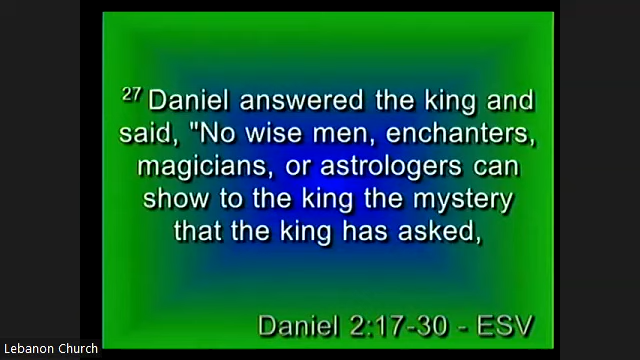 27 Daniel answered the king and
said, "No wise men, enchanters,
magicians, or astrologers can
show to the king the mystery
that the king has asked,
Daniel 2:17-30 - ESV
Lebanon Church